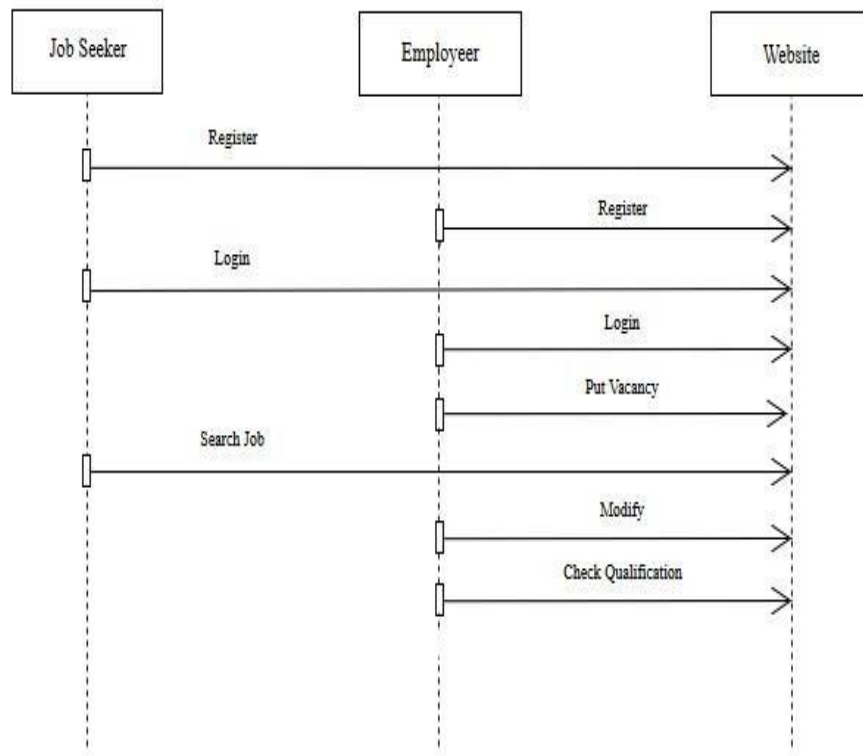 Job Seeker
Employeer
Website
Register
Register
Login
Login
Put Vacancy
Search Job
Modify
Check Qualification